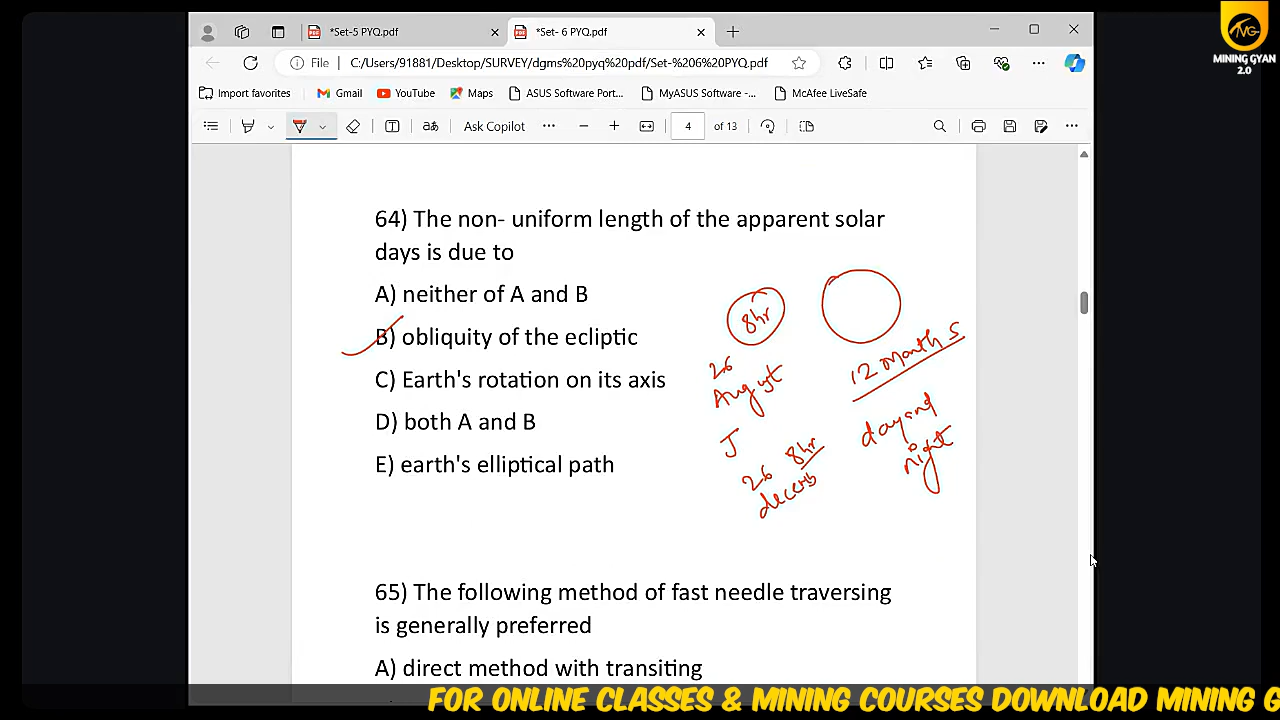 *Set-5 PYQ.pdf
*Set- 6 PYQ.pdf
File
C:/Users/91881/Desktop/SURVEY/dgms%20pyq%20pdf/Set-%206%20PYQ.pdf
Import favorites
Gmail
YouTube
Maps
ASUS Software Port...
MyASUS Software -...
McAfee LiveSafe
Ask Copilot
4
of 13
MINING GYAN
2.0
64) The non- uniform length of the apparent solar
days is due to
A) neither of A and B
B) obliquity of the ecliptic
C) Earth's rotation on its axis
D) both A and B
E) earth's elliptical path
8hr
26
August
J
26 8hr
12 months
day and
night
65) The following method of fast needle traversing
is generally preferred
A) direct method with transiting
FOR ONLINE CLASSES & MINING COURSES DOWNLOAD MINING G